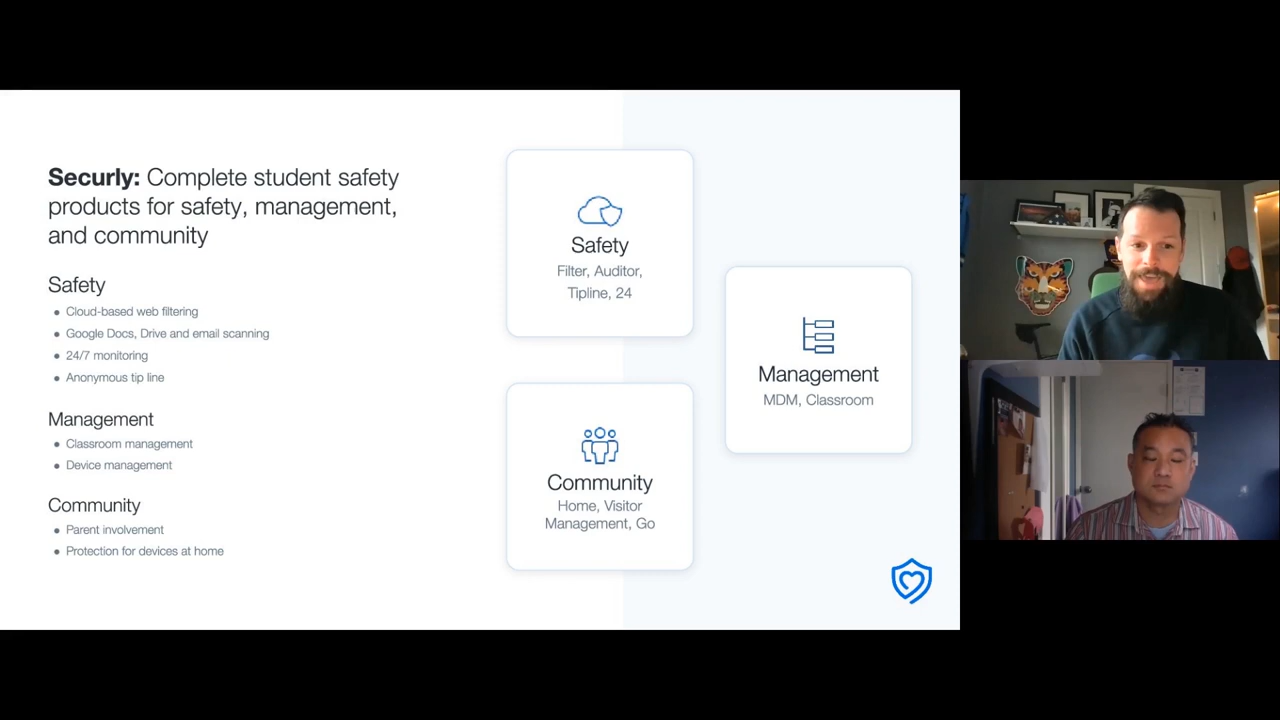 Securly: Complete student safety
products for safety, management,
and community
Safety
Cloud-based web filtering
Google Docs, Drive and email scanning
24/7 monitoring
Anonymous tip line
Management
Classroom management
Device management
Community
Parent involvement
Protection for devices at home
Safety
Filter, Auditor,
Tipline, 24
Community
Home, Visitor
Management, Go
Management
MDM, Classroom